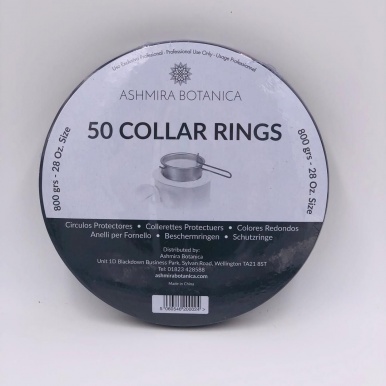 Uso Exclusivo Profesional - Professional Use Only - Usage Professionnel
ASHMIRA BOTANICA
50 COLLAR RINGS
800 grs - 28 Oz. Size
800 grs - 28 Oz. Size
Circulos Protectores • Collerettes Protectuers • Colores Redondos
Anelli per Fornello • Beschermringen • Schutzringe
Distributed by:
Ashmira Botanica
Unit 1D Blackdown Business Park, Sylvan Road, Wellington TA21 8ST
Tel: 01823 428588
ashmirabotanica.com
Made in China